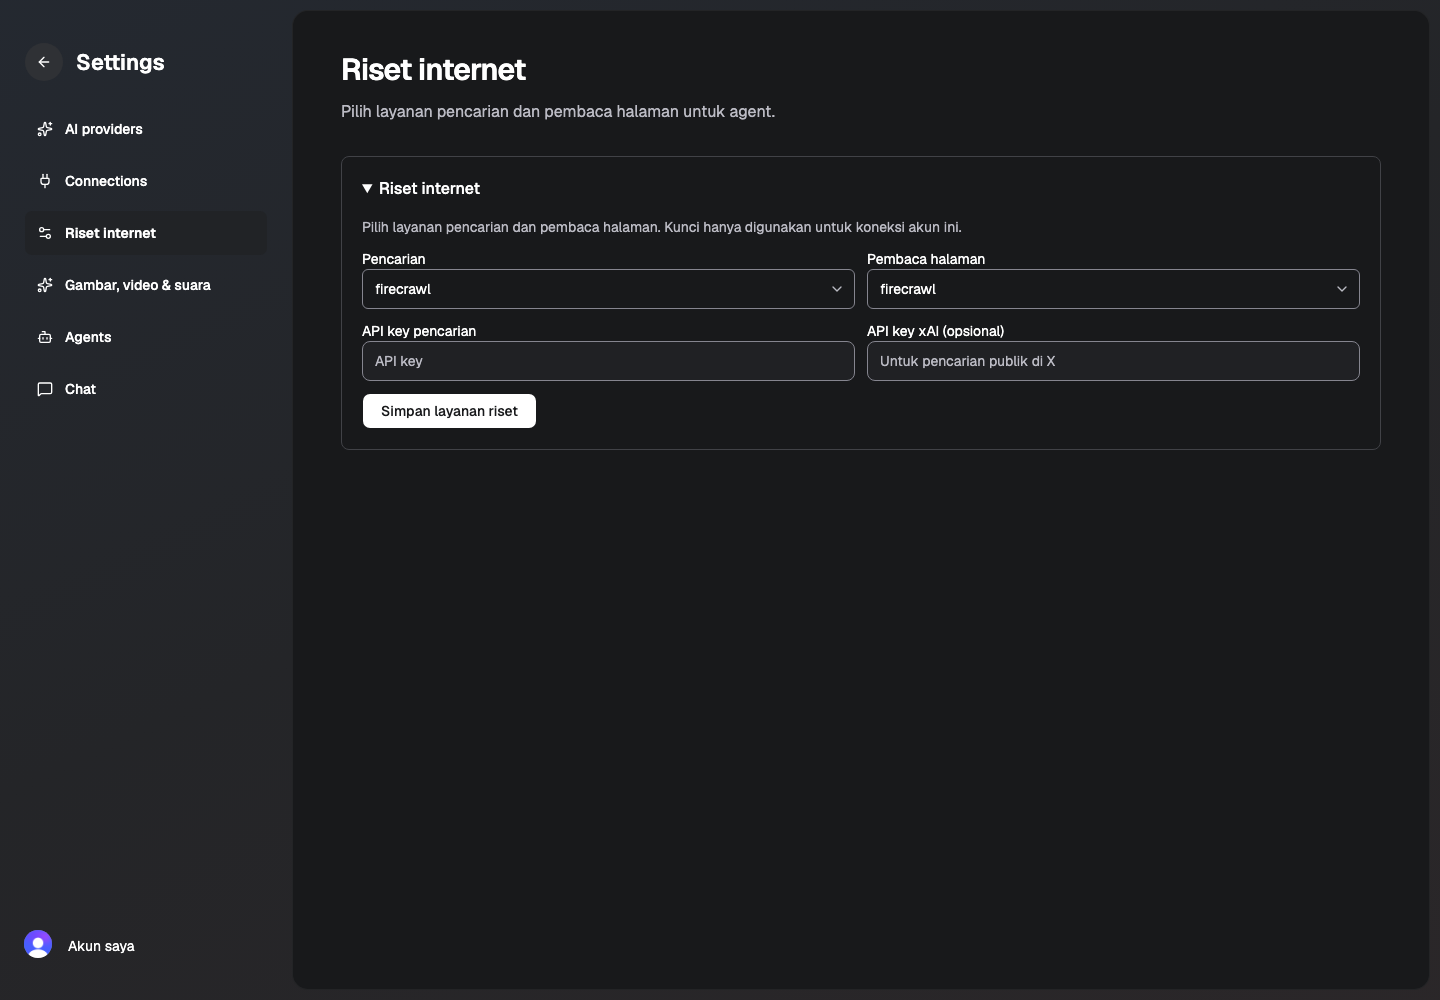 Settings
AI providers
Connections
Riset internet
Gambar, video & suara
Agents
Chat
Akun saya
Riset internet
Pilih layanan pencarian dan pembaca halaman untuk agent.
Riset internet
Pilih layanan pencarian dan pembaca halaman. Kunci hanya digunakan untuk koneksi akun ini.
Pencarian
firecrawl
Pembaca halaman
firecrawl
API key pencarian
API key
API key xAI (opsional)
Untuk pencarian publik di X
Simpan layanan riset